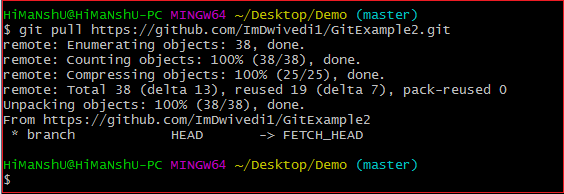 HiMaNshU@HiMaNshU-PC MINGW64 ~/Desktop/Demo (master)
$ git pull https://github.com/ImDwivedi1/GitExample2.git
remote: Enumerating objects: 38, done.
remote: Counting objects: 100% (38/38), done.
remote: Compressing objects: 100% (25/25), done.
remote: Total 38 (delta 13), reused 19 (delta 7), pack-reused 0
Unpacking objects: 100% (38/38), done.
From https://github.com/ImDwivedi1/GitExample2
 * branch            HEAD       -> FETCH_HEAD
HiMaNshU@HiMaNshU-PC MINGW64 ~/Desktop/Demo (master)
$